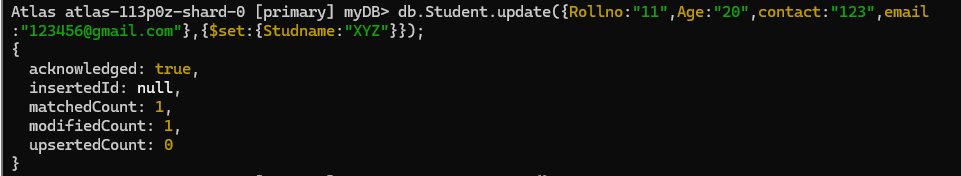 Atlas atlas-113p0z-shard-0 [primary] myDB> db.Student.update({Rollno:"11",Age:"20",contact:"123",email
:"123456@gmail.com"},{$set:{Studname:"XYZ"}});
{
  acknowledged: true,
  insertedId: null,
  matchedCount: 1,
  modifiedCount: 1,
  upsertedCount: 0
}